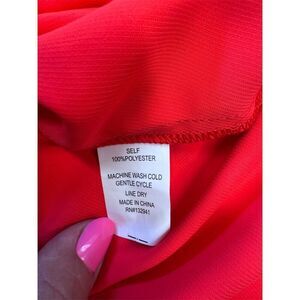 SELF
100%POLYESTER
MACHINE WASH COLD
GENTLE CYCLE
LINE DRY
MADE IN CHINA
RN#132941